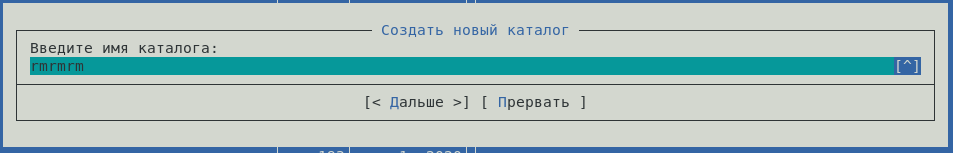 Создать новый каталог
Введите имя каталога:
rmrmrm [^]
[< Дальше >] [ Прервать ]